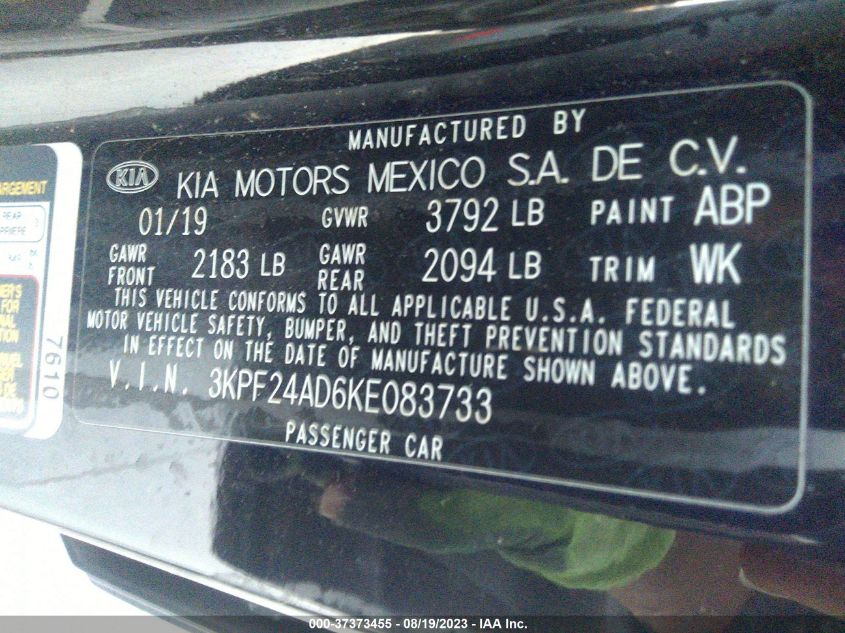 MANUFACTURED BY
KIA KIA MOTORS MEXICO S.A. DE C.V.
01/19 GVWR 3792 LB PAINT ABP
GAWR FRONT 2183 LB GAWR REAR 2094 LB TRIM WK
THIS VEHICLE CONFORMS TO ALL APPLICABLE U.S.A. FEDERAL
MOTOR VEHICLE SAFETY, BUMPER, AND THEFT PREVENTION STANDARDS
IN EFFECT ON THE DATE OF MANUFACTURE SHOWN ABOVE.
V.I.N. 3KPF24AD6KE083733
PASSENGER CAR
7610
000-37373455 - 08/19/2023 - IAA Inc.